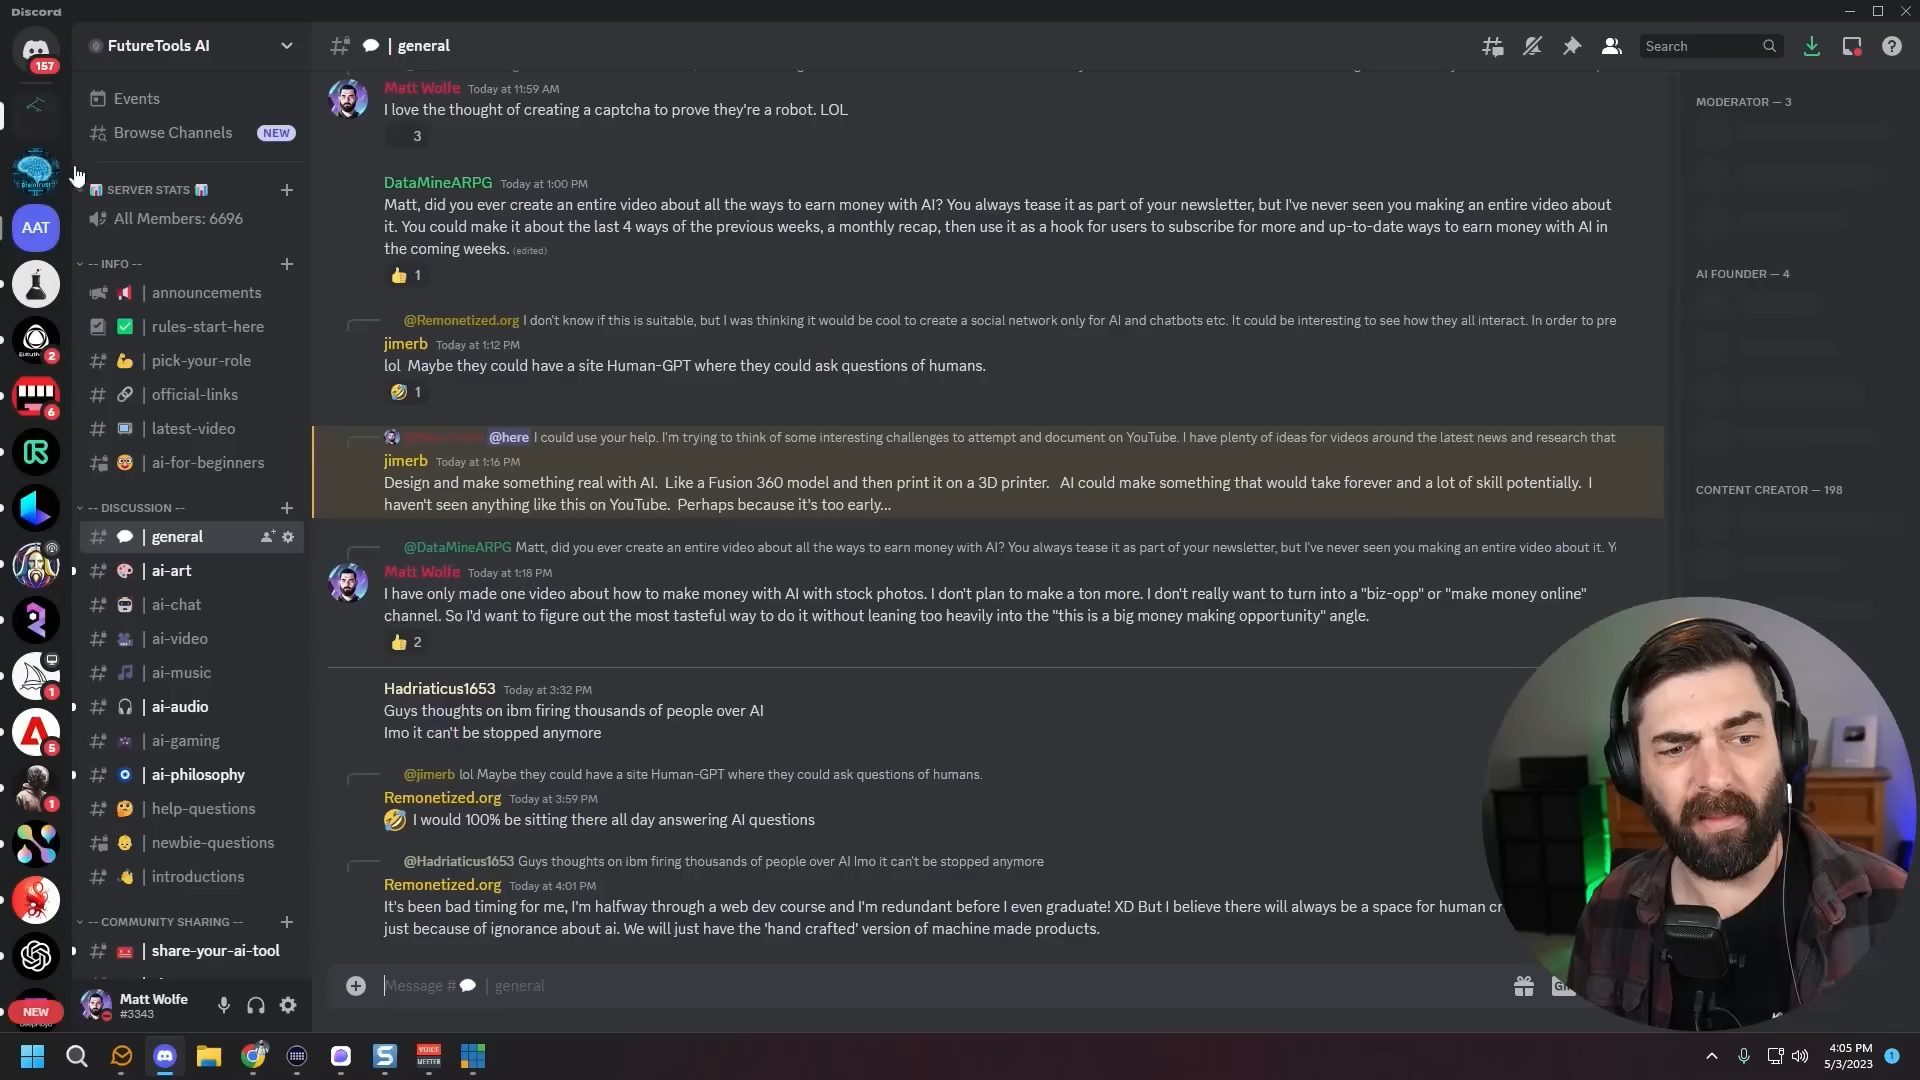 Discord
157
FutureTools AI
| general
Search
Events
Browse Channels
NEW
SERVER STATS
All Members: 6696
AAT
-- INFO --
| announcements
| rules-start-here
| pick-your-role
| official-links
| latest-video
| ai-for-beginners
2
6
5
1
1
-- DISCUSSION --
| general
| ai-art
| ai-chat
| ai-video
| ai-music
| ai-audio
| ai-gaming
| ai-philosophy
| help-questions
| newbie-questions
| introductions
-- COMMUNITY SHARING --
| share-your-ai-tool
NEW
Matt Wolfe
#3343
Matt Wolfe Today at 11:59 AM
I love the thought of creating a captcha to prove they're a robot. LOL
3
DataMineARPG Today at 1:00 PM
Matt, did you ever create an entire video about all the ways to earn money with AI? You always tease it as part of your newsletter, but I've never seen you making an entire video about
it. You could make it about the last 4 ways of the previous weeks, a monthly recap, then use it as a hook for users to subscribe for more and up-to-date ways to earn money with AI in
the coming weeks. (edited)
1
@Remonetized.org I don't know if this is suitable, but I was thinking it would be cool to create a social network only for AI and chatbots etc. It could be interesting to see how they all interact. In order to pre
jimerb Today at 1:12 PM
lol Maybe they could have a site Human-GPT where they could ask questions of humans.
1
@here I could use your help. I'm trying to think of some interesting challenges to attempt and document on YouTube. I have plenty of ideas for videos around the latest news and research that
jimerb Today at 1:16 PM
Design and make something real with AI. Like a Fusion 360 model and then print it on a 3D printer. AI could make something that would take forever and a lot of skill potentially. I
haven't seen anything like this on YouTube. Perhaps because it's too early...
@DataMineARPG Matt, did you ever create an entire video about all the ways to earn money with AI? You always tease it as part of your newsletter, but I've never seen you making an entire video about it. Y
Matt Wolfe Today at 1:18 PM
I have only made one video about how to make money with AI with stock photos. I don't plan to make a ton more. I don't really want to turn into a "biz-opp" or "make money online"
channel. So I'd want to figure out the most tasteful way to do it without leaning too heavily into the "this is a big money making opportunity" angle.
2
Hadriaticus1653 Today at 3:32 PM
Guys thoughts on ibm firing thousands of people over AI
Imo it can't be stopped anymore
@jimerb lol Maybe they could have a site Human-GPT where they could ask questions of humans.
Remonetized.org Today at 3:59 PM
I would 100% be sitting there all day answering AI questions
@Hadriaticus1653 Guys thoughts on ibm firing thousands of people over AI Imo it can't be stopped anymore
Remonetized.org Today at 4:01 PM
It's been bad timing for me, I'm halfway through a web dev course and I'm redundant before I even graduate! XD But I believe there will always be a space for human cr
just because of ignorance about ai. We will just have the 'hand crafted' version of machine made products.
Message # | general
MODERATOR — 3
AI FOUNDER — 4
CONTENT CREATOR — 198
VOICE
MEETER
4:05 PM
5/3/2023
1